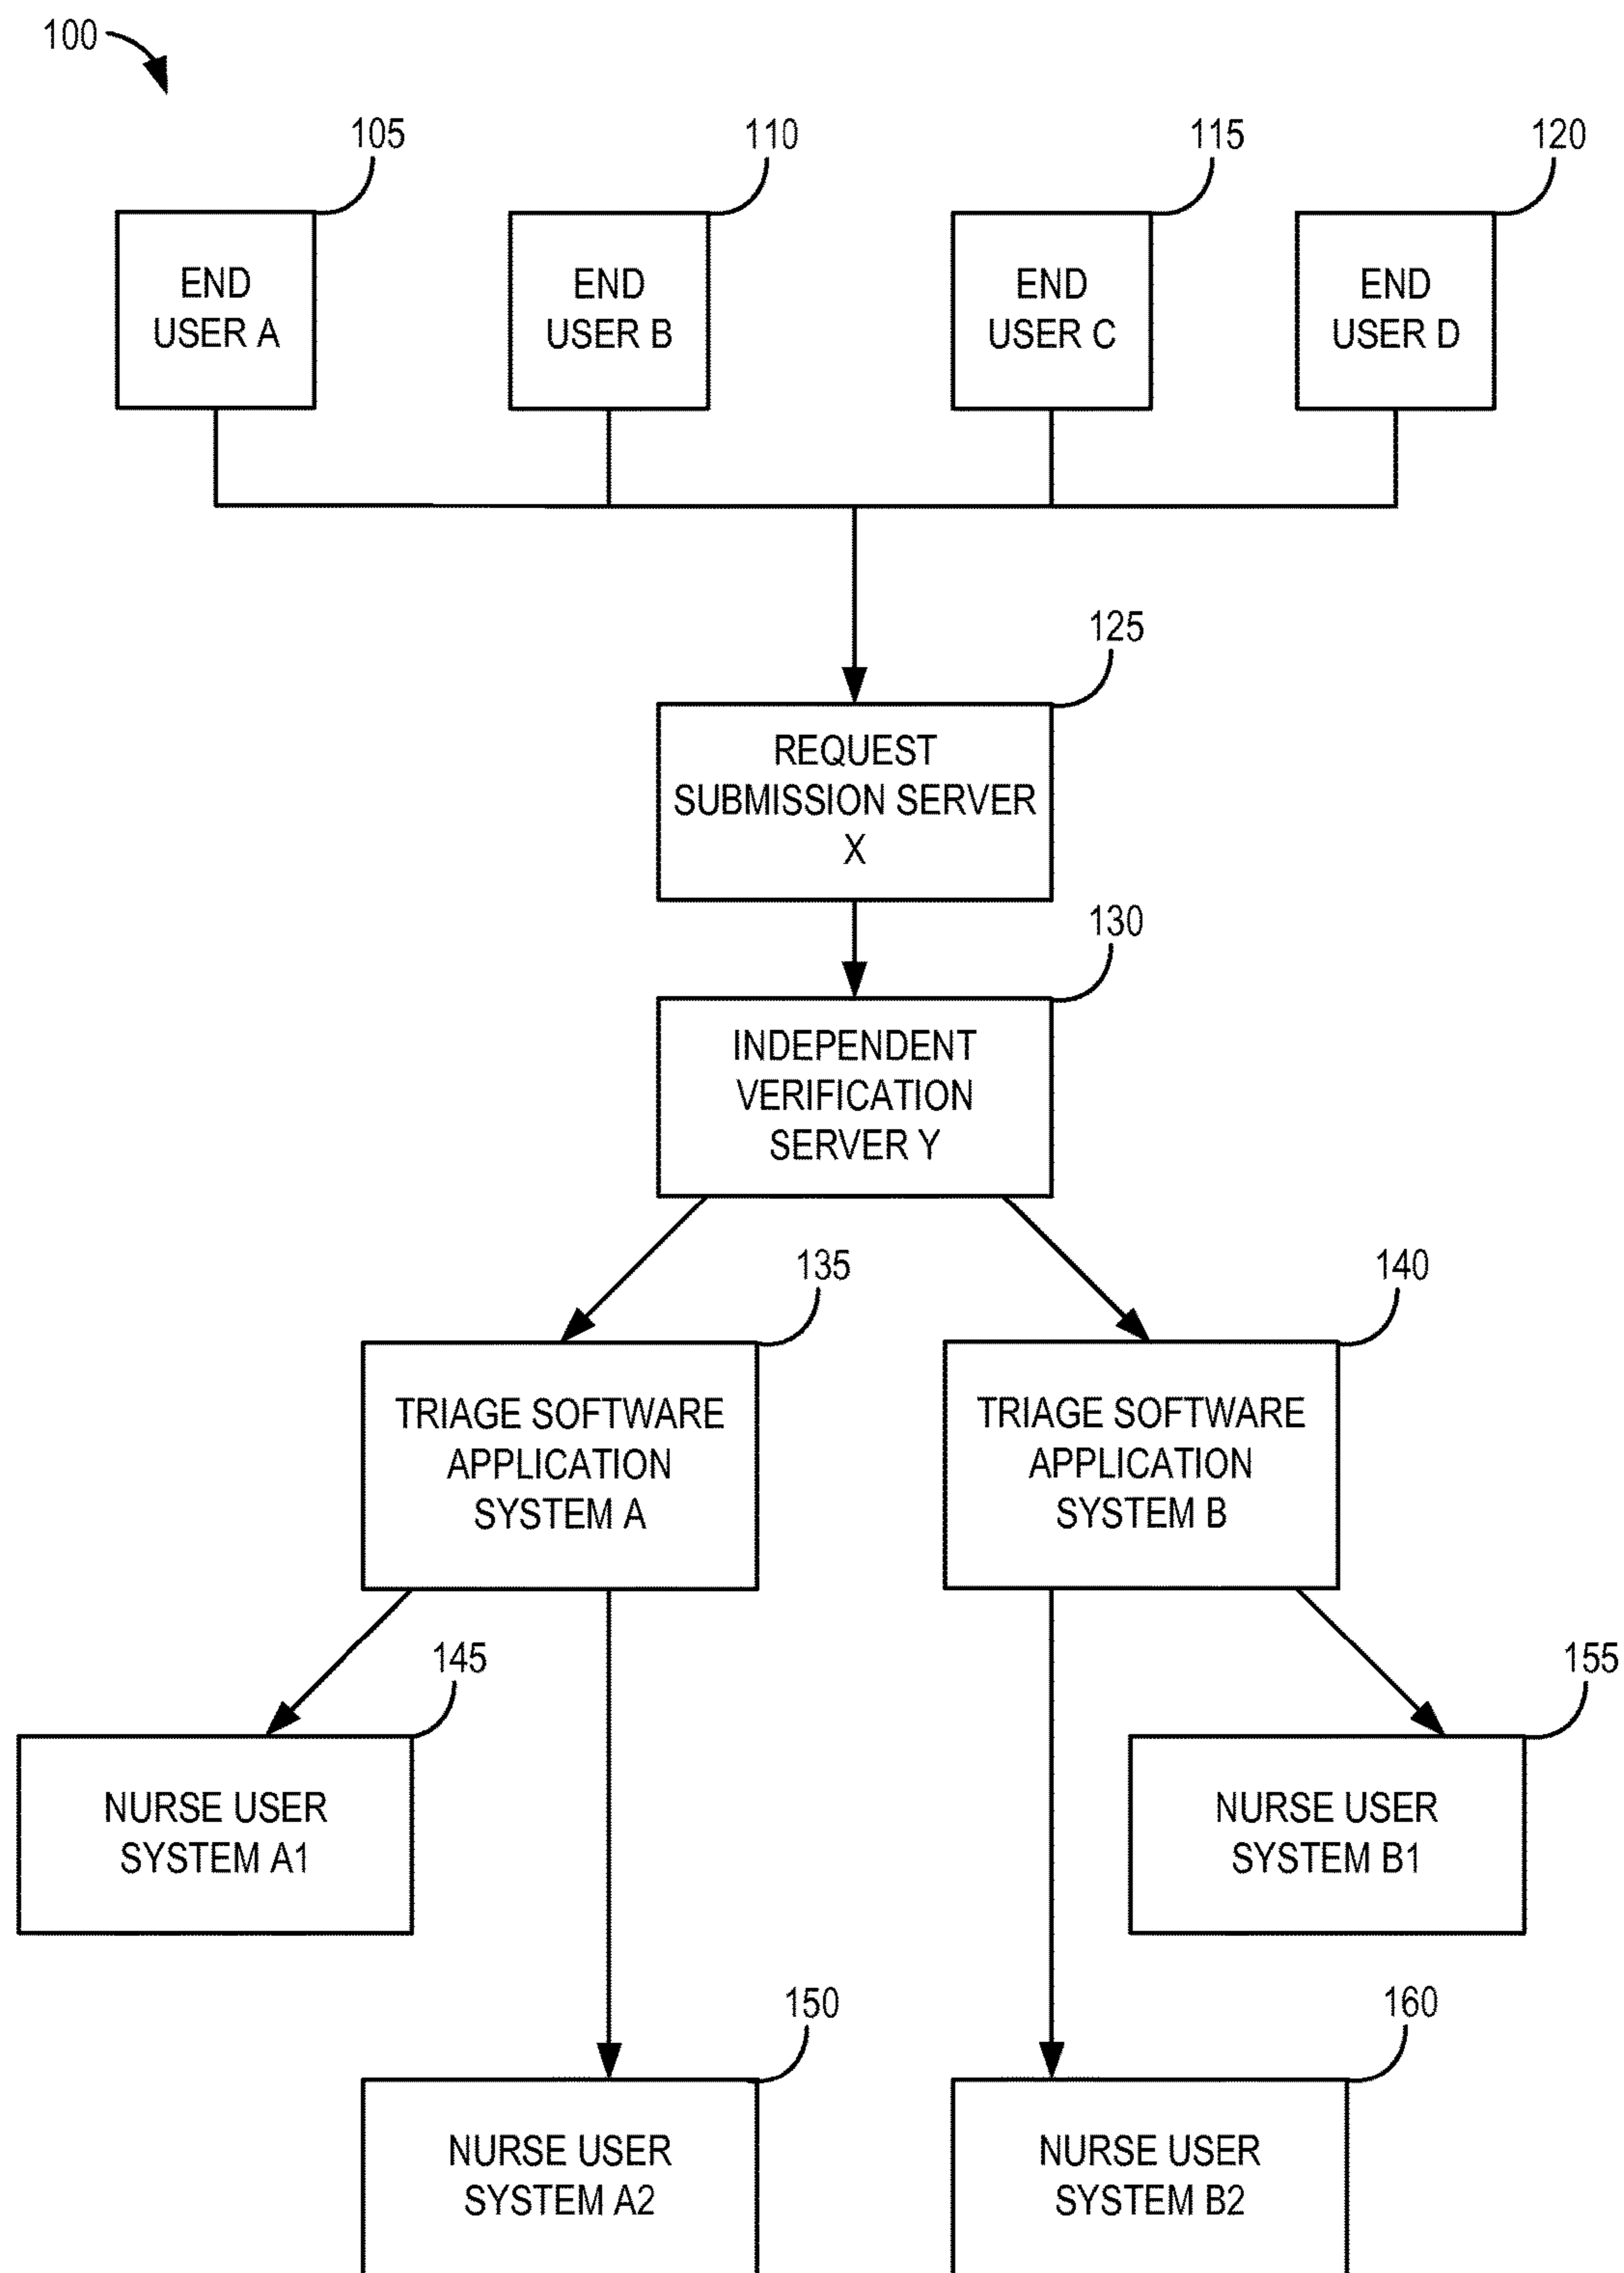 100
105
110
115
120
END
USER A
END
USER B
END
USER C
END
USER D
125
REQUEST
SUBMISSION SERVER
X
130
INDEPENDENT
VERIFICATION
SERVER Y
135
140
TRIAGE SOFTWARE
APPLICATION
SYSTEM A
TRIAGE SOFTWARE
APPLICATION
SYSTEM B
145
155
NURSE USER
SYSTEM A1
NURSE USER
SYSTEM B1
150
160
NURSE USER
SYSTEM A2
NURSE USER
SYSTEM B2